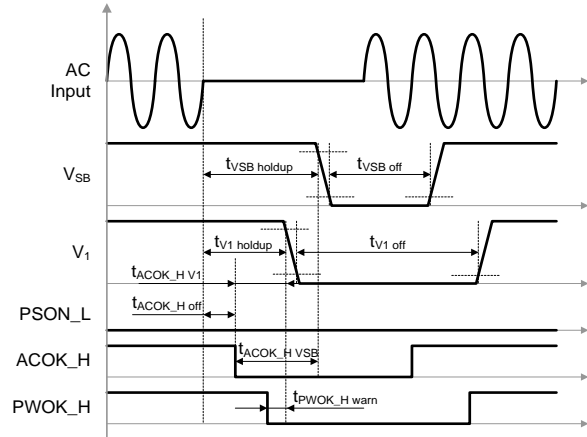 AC
Input
VSB
tVSB holdup
tVSB off
V1
tV1 holdup
tV1 off
tACOK_H V1
tACOK_H off
PSON_L
ACOK_H
tACOK_H VSB
PWOK_H
tPWOK_H warn